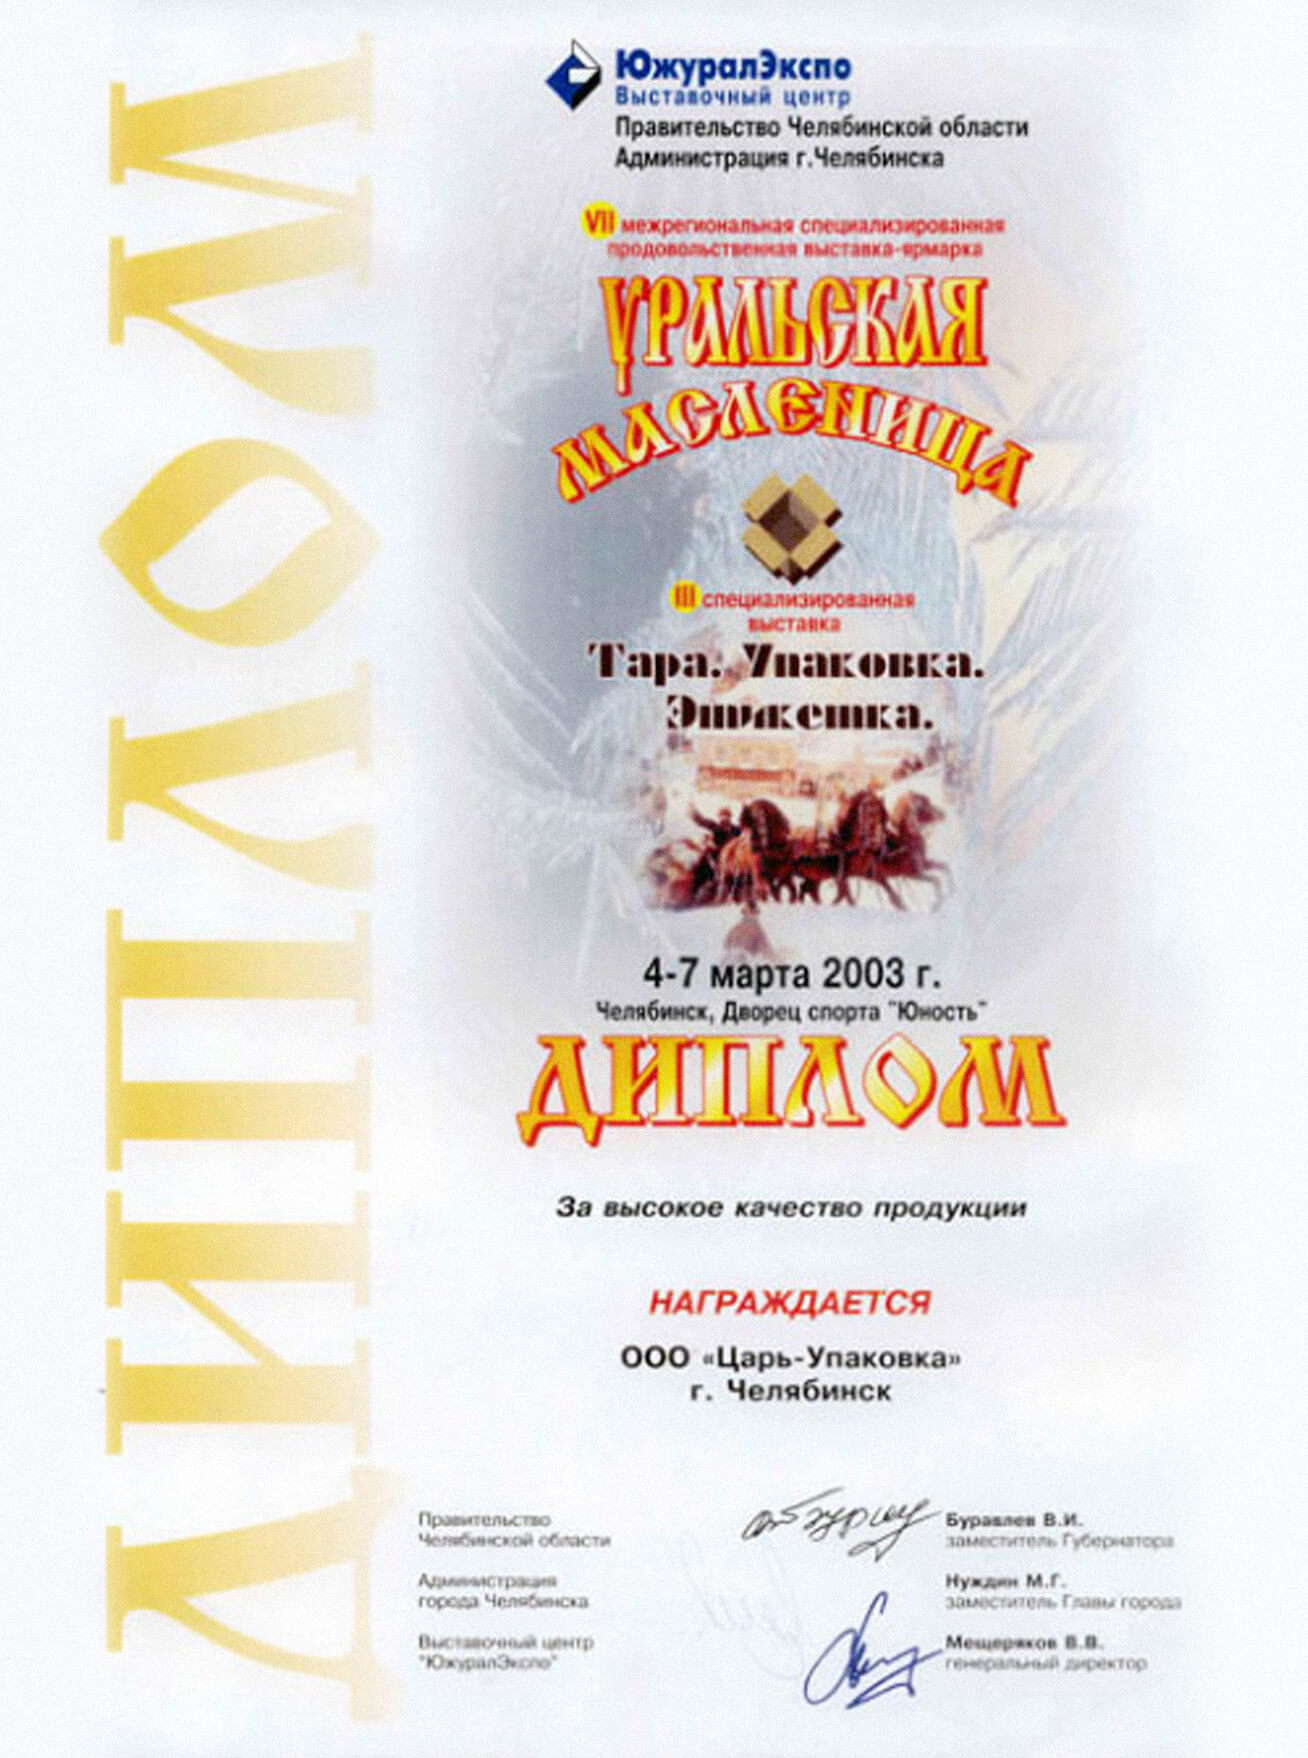 ДИПЛОМ
ЮжуралЭкспо
Выставочный центр
Правительство Челябинской области
Администрация г.Челябинска
VII межрегиональная специализированная
продовольственная выставка-ярмарка
УРАЛЬСКАЯ
МАСЛЕНИЦА
III специализированная
выставка
Тара. Упаковка.
Этикетка.
4-7 марта 2003 г.
Челябинск, Дворец спорта "Юность"
ДИПЛОМ
За высокое качество продукции
НАГРАЖДАЕТСЯ
ООО «Царь-Упаковка»
г. Челябинск
Правительство
Челябинской области
Буравлев В.И.
заместитель Губернатора
Администрация
города Челябинска
Нуждин М.Г.
заместитель Главы города
Выставочный центр
"ЮжуралЭкспо"
Мещеряков В.В.
генеральный директор